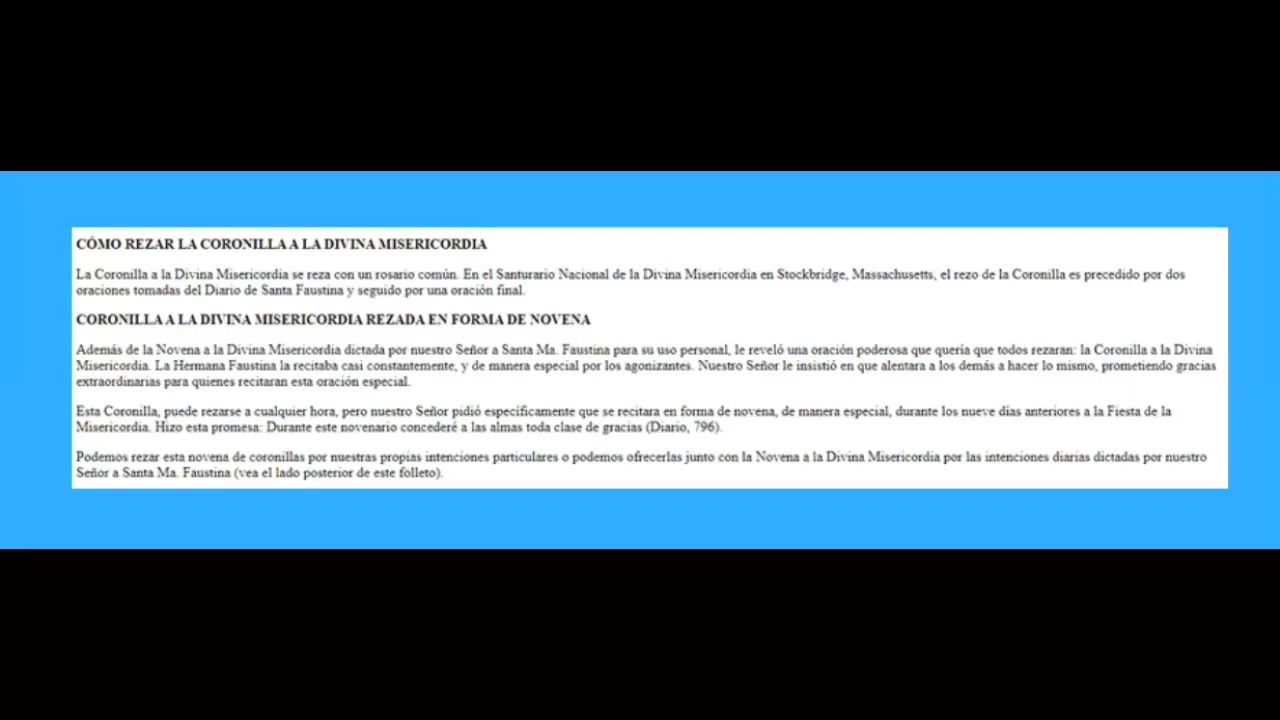 CÓMO REZAR LA CORONILLA A LA DIVINA MISERICORDIA
La Coronilla a la Divina Misericordia se reza con un rosario común. En el Santurario Nacional de la Divina Misericordia en Stockbridge, Massachusetts, el rezo de la Coronilla es precedido por dos
oraciones tomadas del Diario de Santa Faustina y seguido por una oración final.
CORONILLA A LA DIVINA MISERICORDIA REZADA EN FORMA DE NOVENA
Además de la Novena a la Divina Misericordia dictada por nuestro Señor a Santa Ma. Faustina para su uso personal, le reveló una oración poderosa que quería que todos rezaran: la Coronilla a la Divina
Misericordia. La Hermana Faustina la recitaba casi constantemente, y de manera especial por los agonizantes. Nuestro Señor le insistió en que alentara a los demás a hacer lo mismo, prometiendo gracias
extraordinarias para quienes recitaran esta oración especial.
Esta Coronilla, puede rezarse a cualquier hora, pero nuestro Señor pidió específicamente que se recitara en forma de novena, de manera especial, durante los nueve días anteriores a la Fiesta de la
Misericordia. Hizo esta promesa: Durante este novenario concederé a las almas toda clase de gracias (Diario, 796).
Podemos rezar esta novena de coronillas por nuestras propias intenciones particulares o podemos ofrecerlas junto con la Novena a la Divina Misericordia por las intenciones diarias dictadas por nuestro
Señor a Santa Ma. Faustina (vea el lado posterior de este folleto).